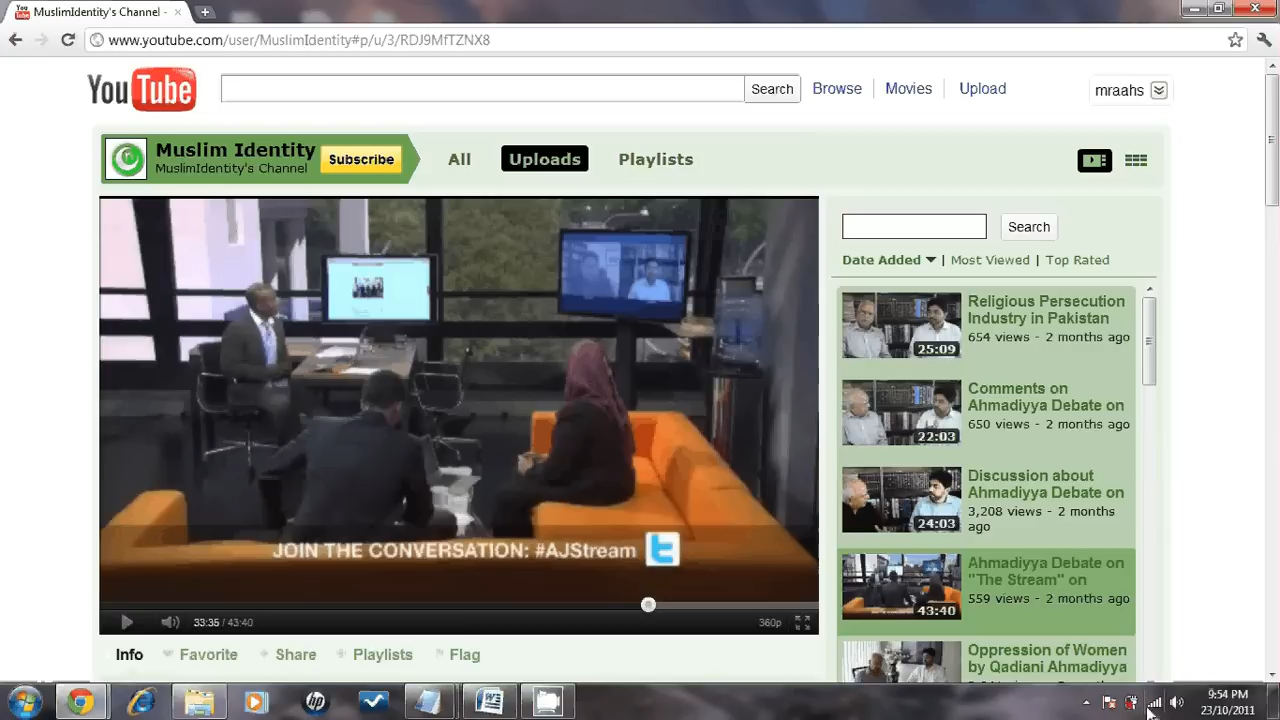 MuslimIdentity's Channel -
www.youtube.com/user/MuslimIdentity#p/u/3/RDJ9MfTZNX8
YouTube
Search
Browse
Movies
Upload
mraahs
Muslim Identity
MuslimIdentity's Channel
Subscribe
All
Uploads
Playlists
Search
Date Added | Most Viewed | Top Rated
Religious Persecution
Industry in Pakistan
654 views - 2 months ago
25:09
Comments on
Ahmadiyya Debate on
650 views - 2 months ago
22:03
Discussion about
Ahmadiyya Debate on
3,208 views - 2 months
ago
24:03
Ahmadiyya Debate on
"The Stream" on
559 views - 2 months ago
43:40
Oppression of Women
by Qadiani Ahmadiyya
JOIN THE CONVERSATION: #AJStream
33:35 / 43:40
360p
Info
Favorite
Share
Playlists
Flag
9:54 PM
23/10/2011